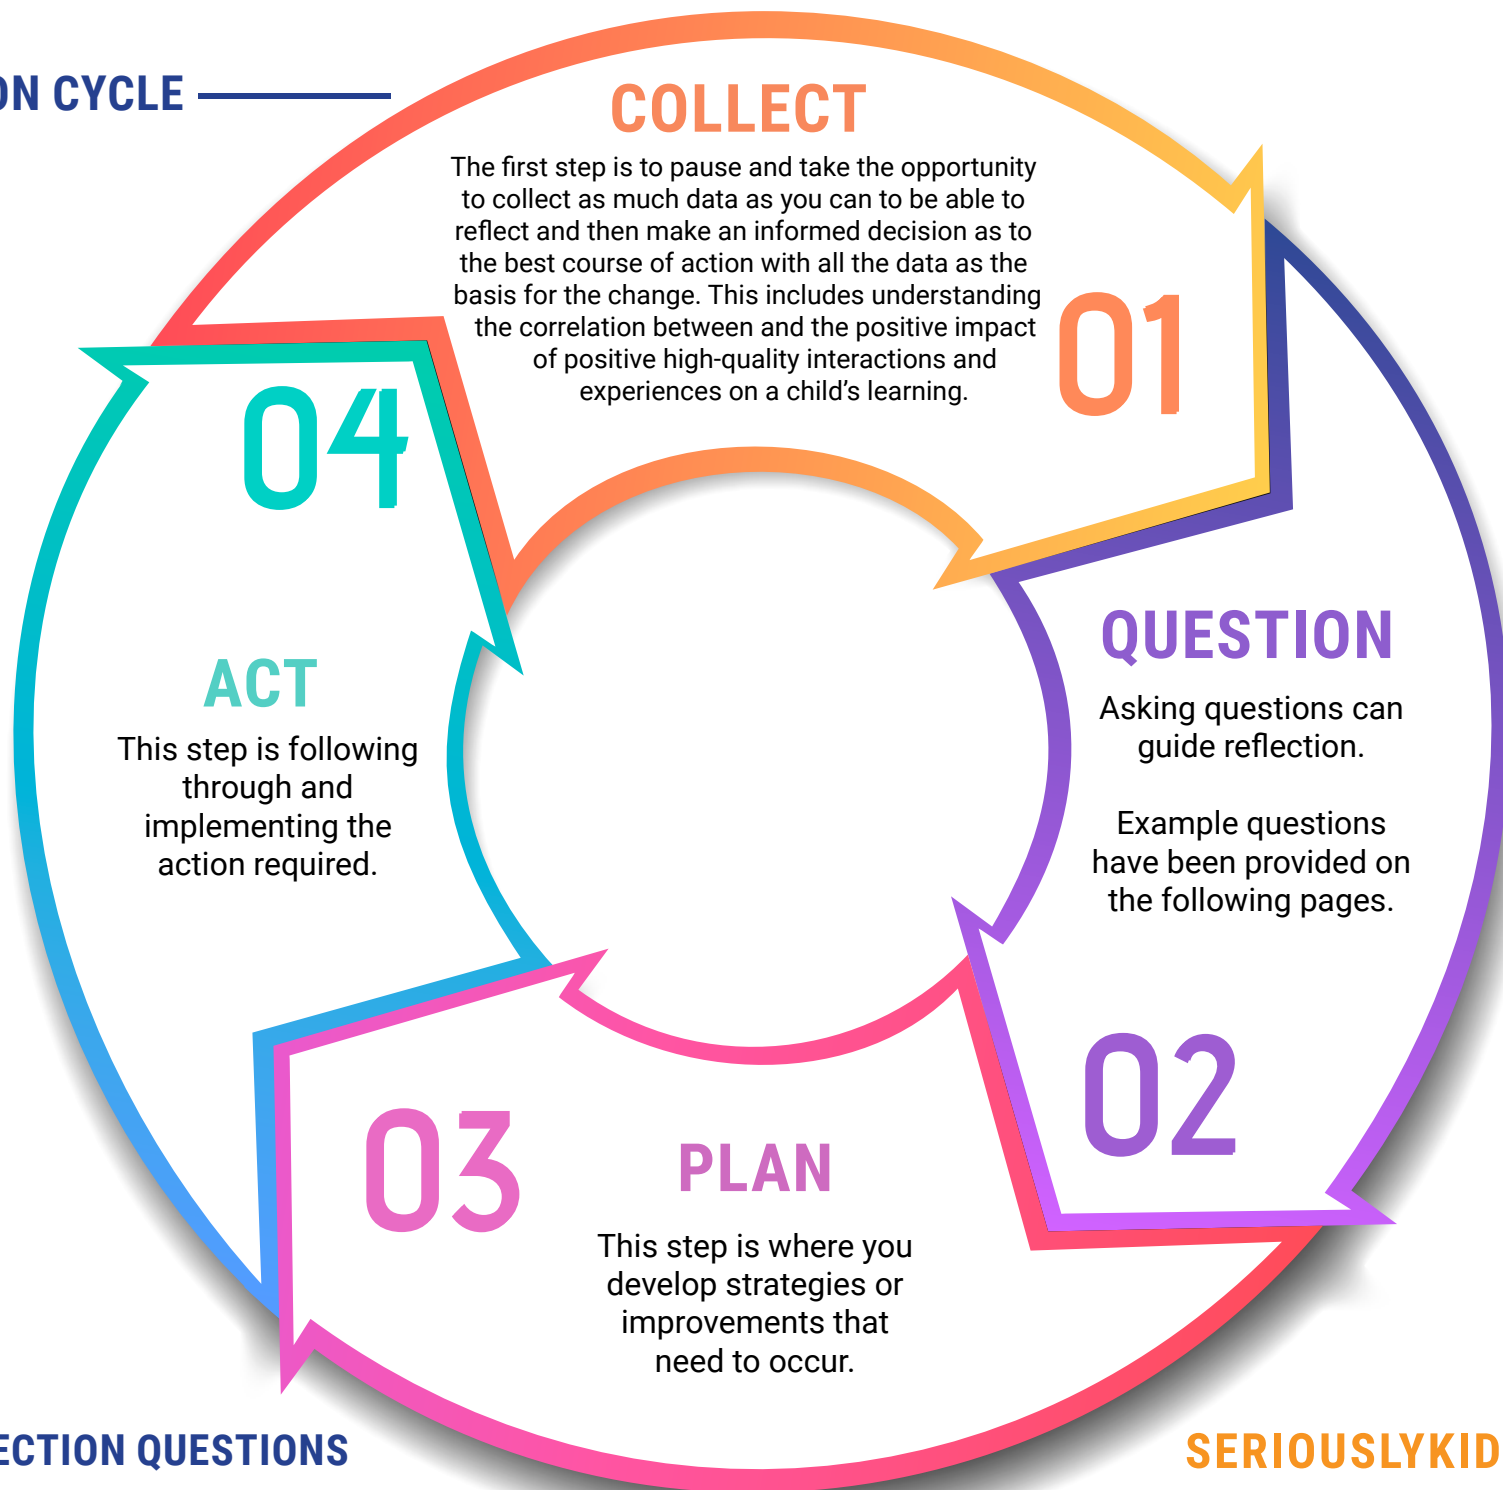 ON CYCLE
COLLECT
The first step is to pause and take the opportunity
to collect as much data as you can to be able to
reflect and then make an informed decision as to
the best course of action with all the data as the
basis for the change. This includes understanding
the correlation between and the positive impact
of positive high-quality interactions and
experiences on a child’s learning.
01
QUESTION
Asking questions can
guide reflection.
Example questions
have been provided on
the following pages.
02
03
PLAN
This step is where you
develop strategies or
improvements that
need to occur.
04
ACT
This step is following
through and
implementing the
action required.
ECTION QUESTIONS
SERIOUSLYKID